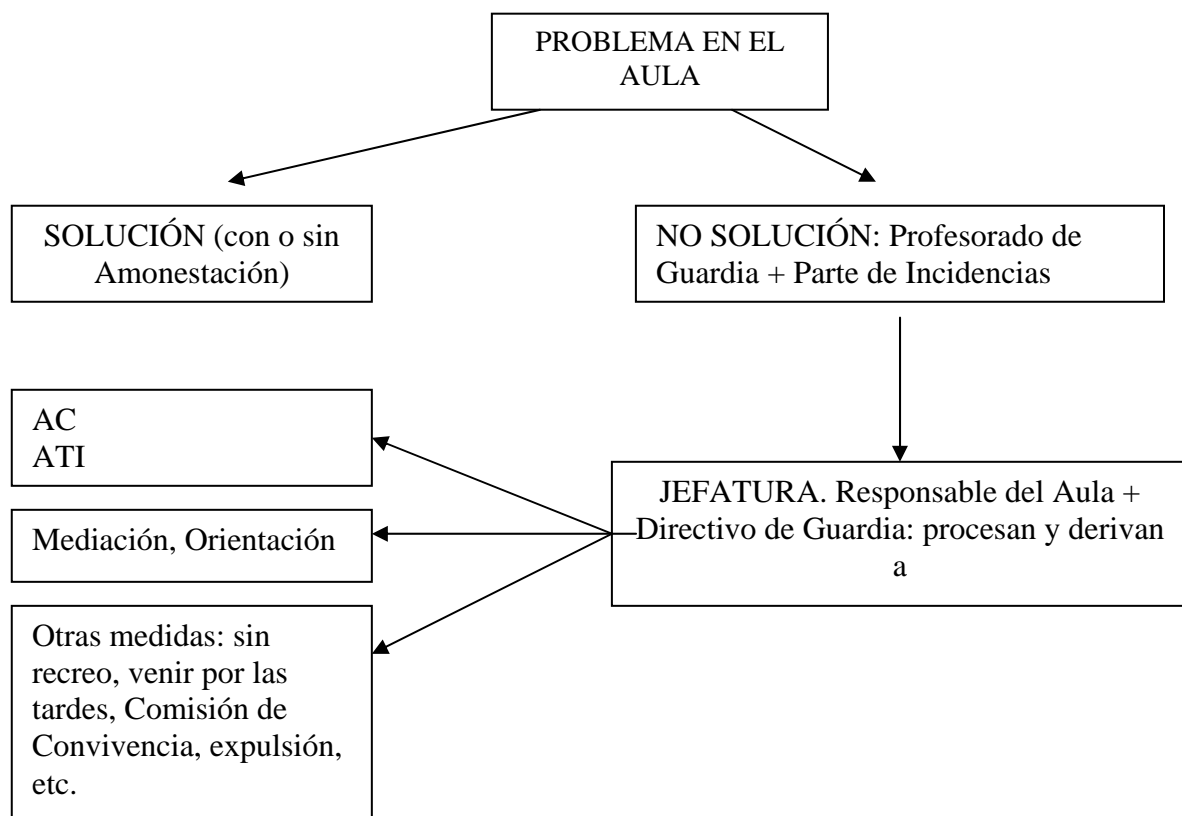 PROBLEMA EN EL
AULA
SOLUCIÓN (con o sin
Amonestación)
NO SOLUCIÓN: Profesorado de
Guardia + Parte de Incidencias
AC
ATI
JEFATURA. Responsable del Aula +
Directivo de Guardia: procesan y derivan
a
Mediación, Orientación
Otras medidas: sin
recreo, venir por las
tardes, Comisión de
Convivencia, expulsión,
etc.